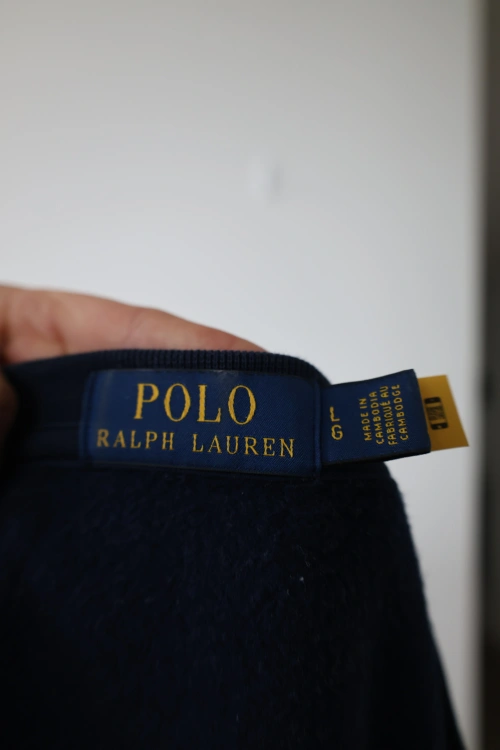 POLO
RALPH LAUREN
L
G
MADE IN
CAMBODIA
FABRIQUÉ AU
CAMBODGE